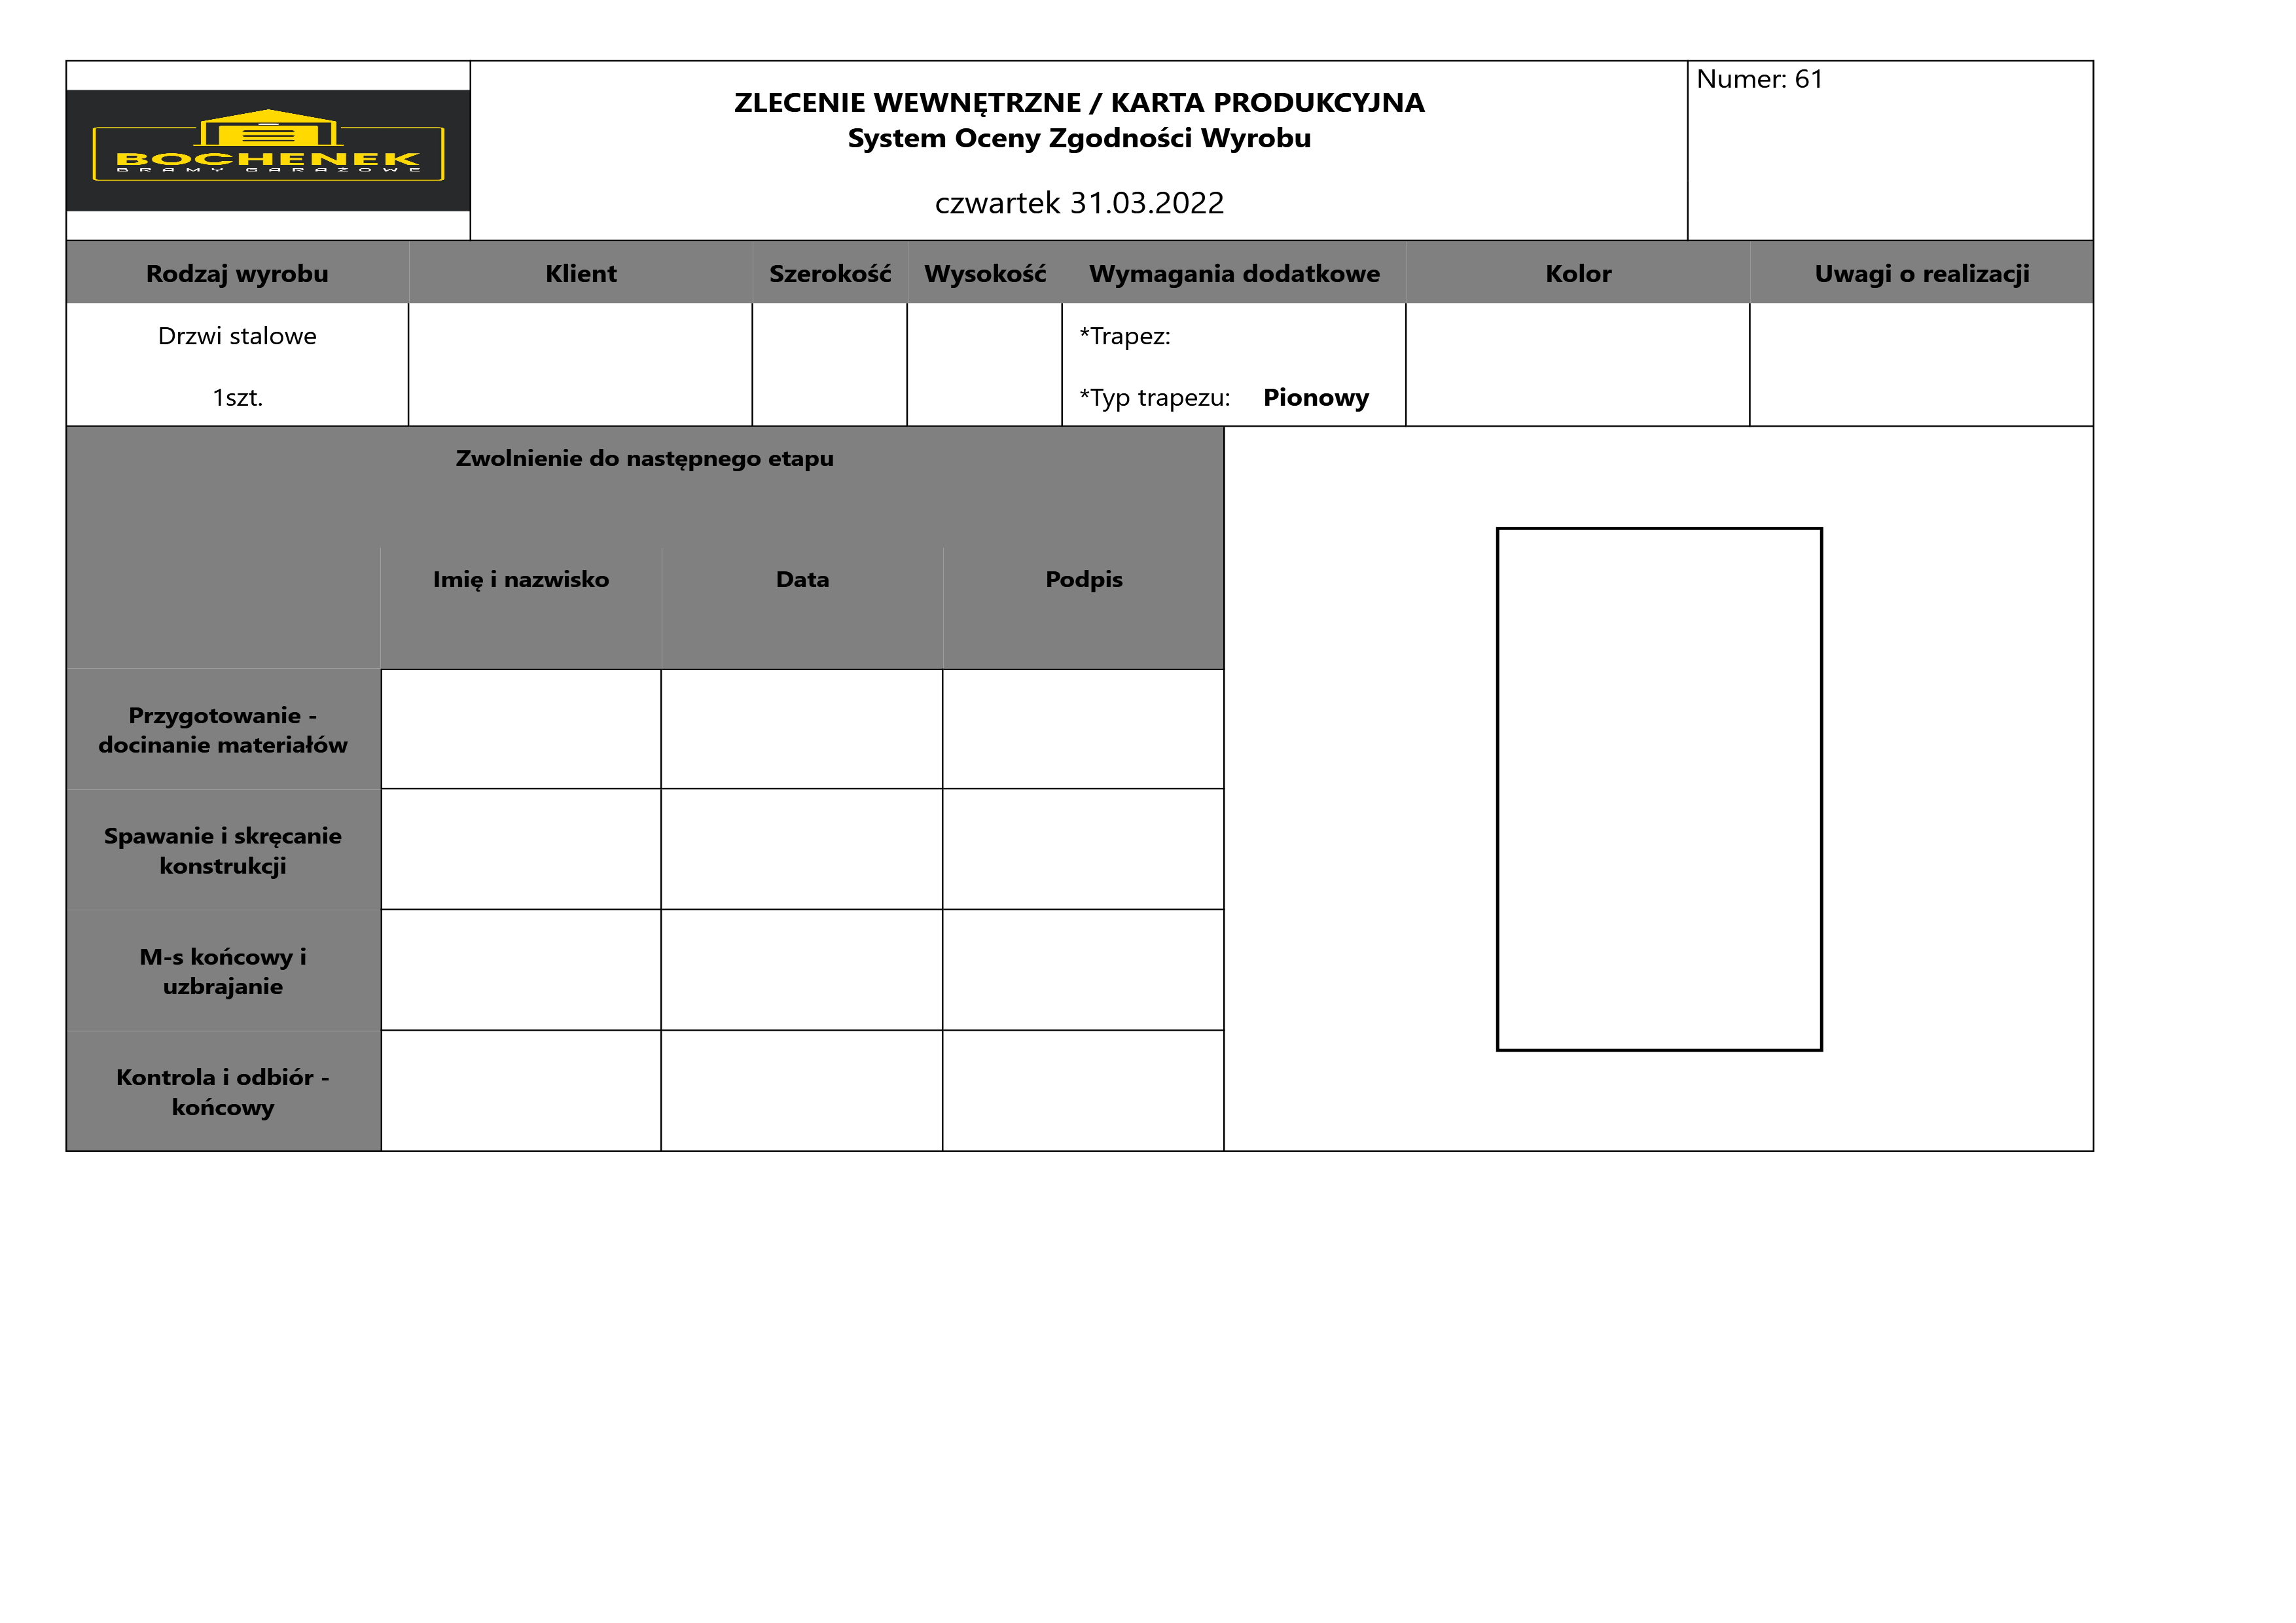 BOCHENEK
BRAMY GARAŻOWE
ZLECENIE WEWNĘTRZNE / KARTA PRODUKCYJNA
System Oceny Zgodności Wyrobu
czwartek 31.03.2022
Numer: 61
Rodzaj wyrobu Klient Szerokość Wysokość Wymagania dodatkowe Kolor Uwagi o realizacji
Drzwi stalowe *Trapez:
1szt. *Typ trapezu: Pionowy
Zwolnienie do następnego etapu
Imię i nazwisko Data Podpis
Przygotowanie -
docinanie materiałów
Spawanie i skręcanie
konstrukcji
M-s końcowy i
uzbrajanie
Kontrola i odbiór -
końcowy